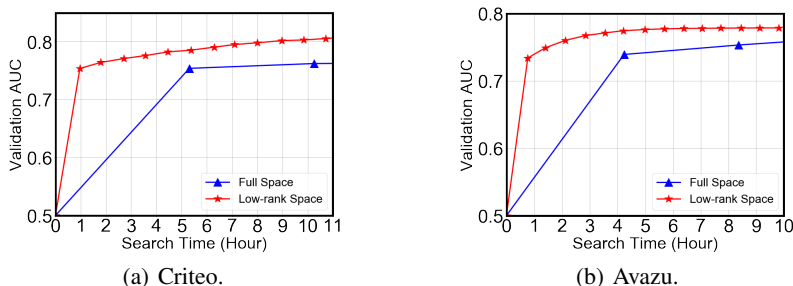 Validation AUC
0.8
0.7
0.6
0.5
0 1 2 3 4 5 6 7 8 9 10 11
Search Time (Hour)
Full Space
Low-rank Space
(a) Criteo.
Validation AUC
0.8
0.7
0.6
0.5
0 1 2 3 4 5 6 7 8 9 10
Search Time (Hour)
Full Space
Low-rank Space
(b) Avazu.